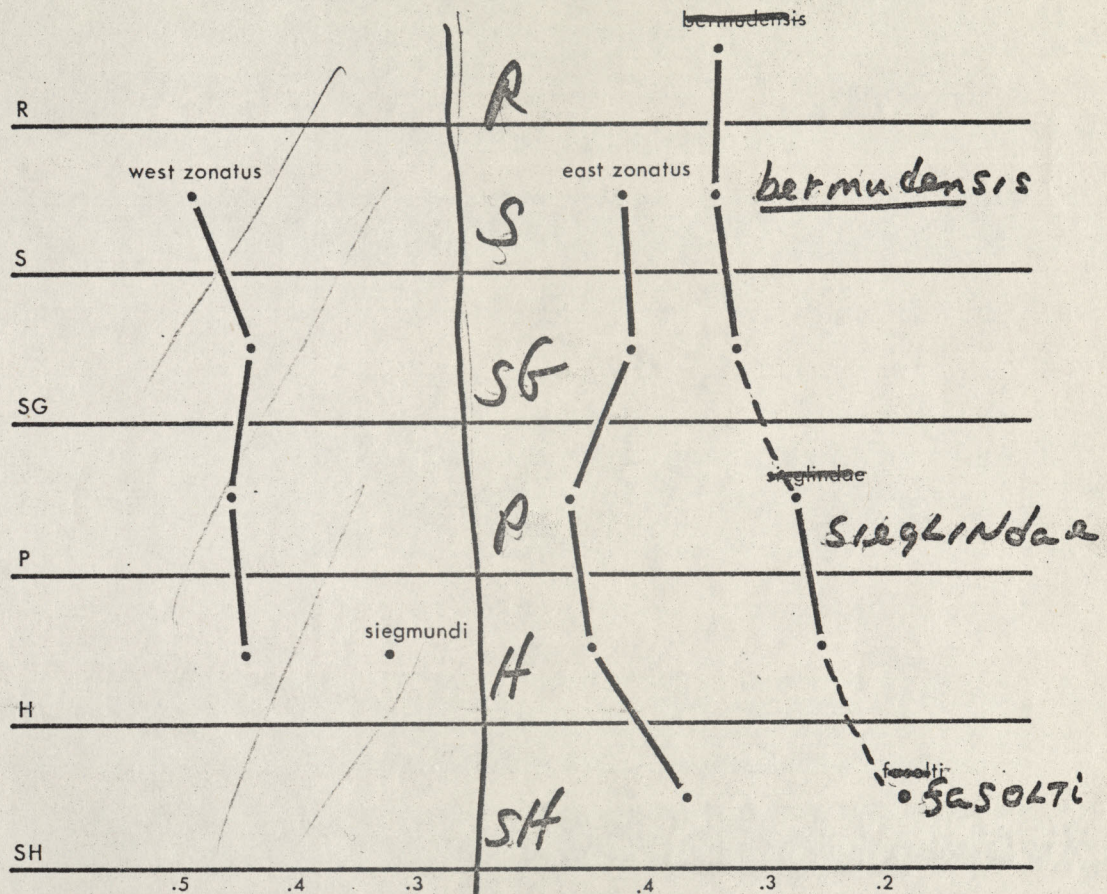 bermudensis
R
R
west zonatus
east zonatus
bermudensis
S
S
SG
SG
sieglindae
P
SIEGLINdae
P
siegmundi
H
H
fasolti
fasOLTi
SH
SH
.5 .4 .3 .4 .3 .2